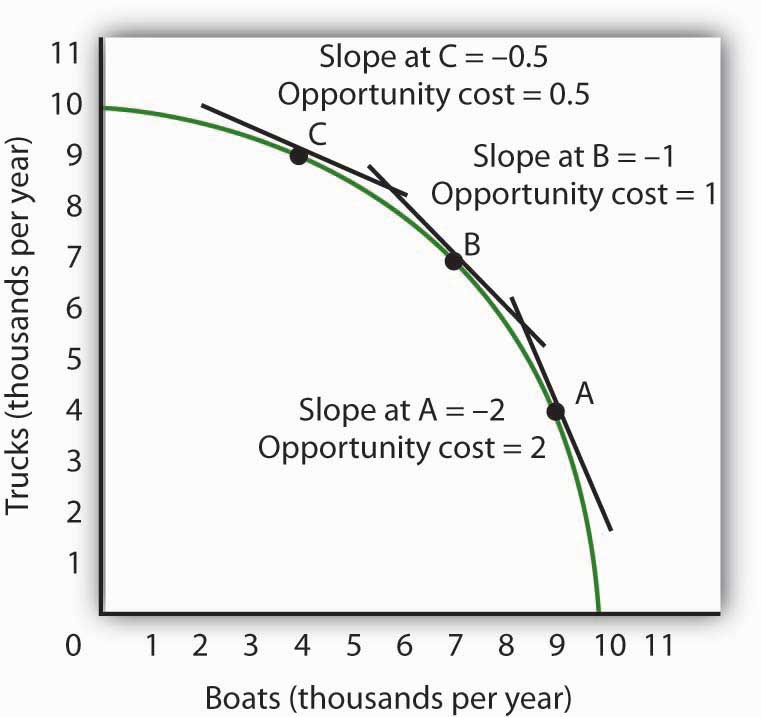 11
Slope at C = –0.5
Opportunity cost = 0.5
10
C
9
Slope at B = –1
Opportunity cost = 1
8
B
7
6
5
A
4
Slope at A = –2
Opportunity cost = 2
3
2
1
Trucks (thousands per year)
0 1 2 3 4 5 6 7 8 9 10 11
Boats (thousands per year)